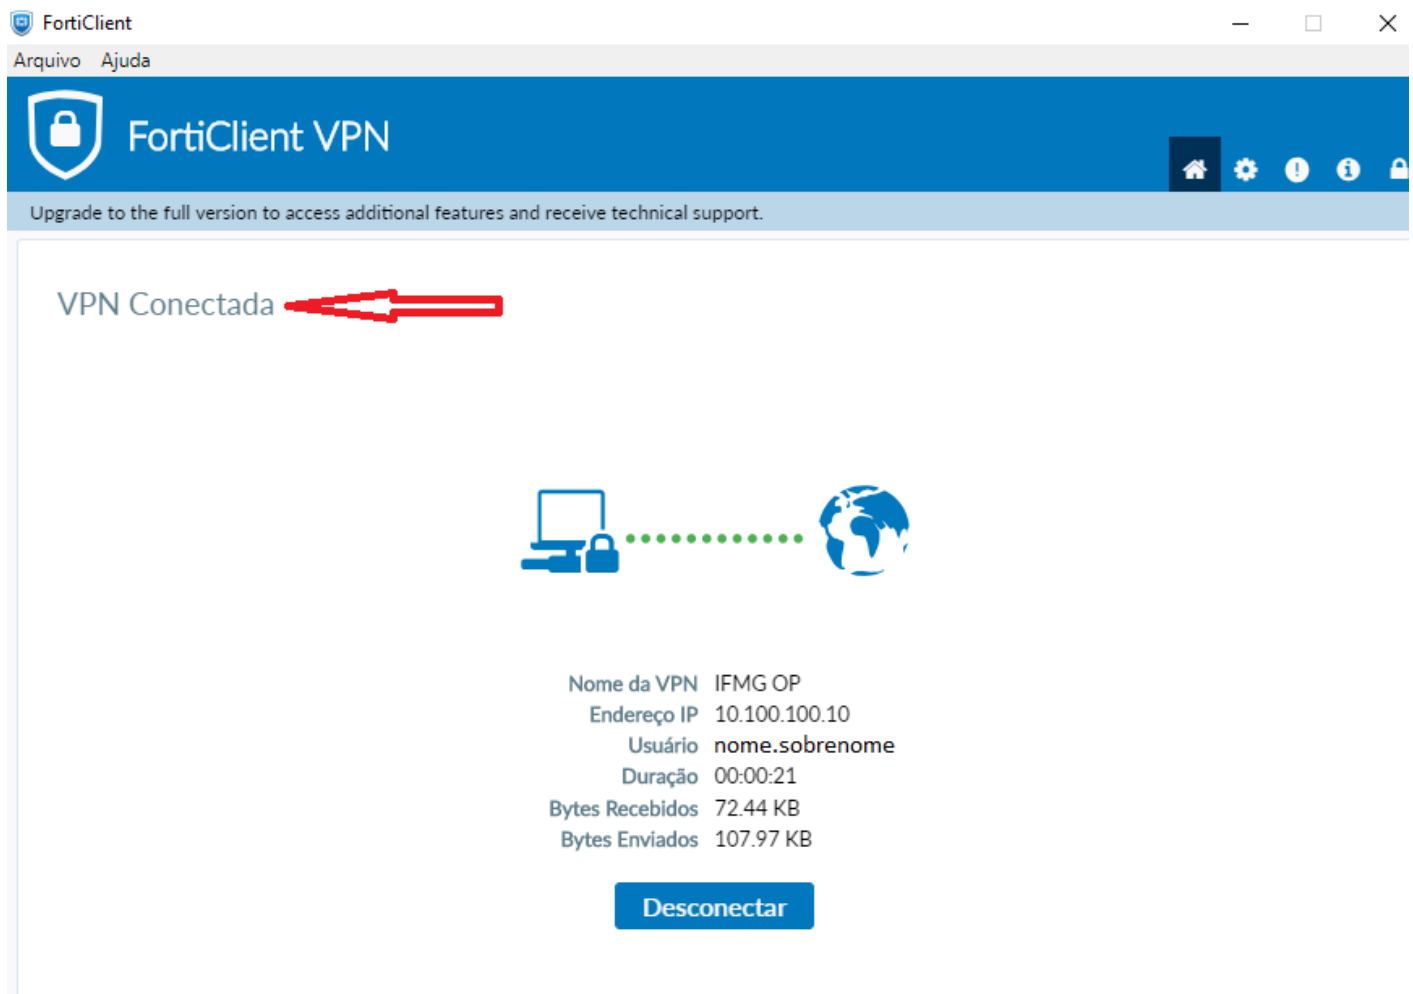 FortiClient
Arquivo Ajuda
FortiClient VPN
Upgrade to the full version to access additional features and receive technical support.
VPN Conectada
Nome da VPN IFMG OP
Endereço IP 10.100.100.10
Usuário nome.sobrenome
Duração 00:00:21
Bytes Recebidos 72.44 KB
Bytes Enviados 107.97 KB
Desconectar